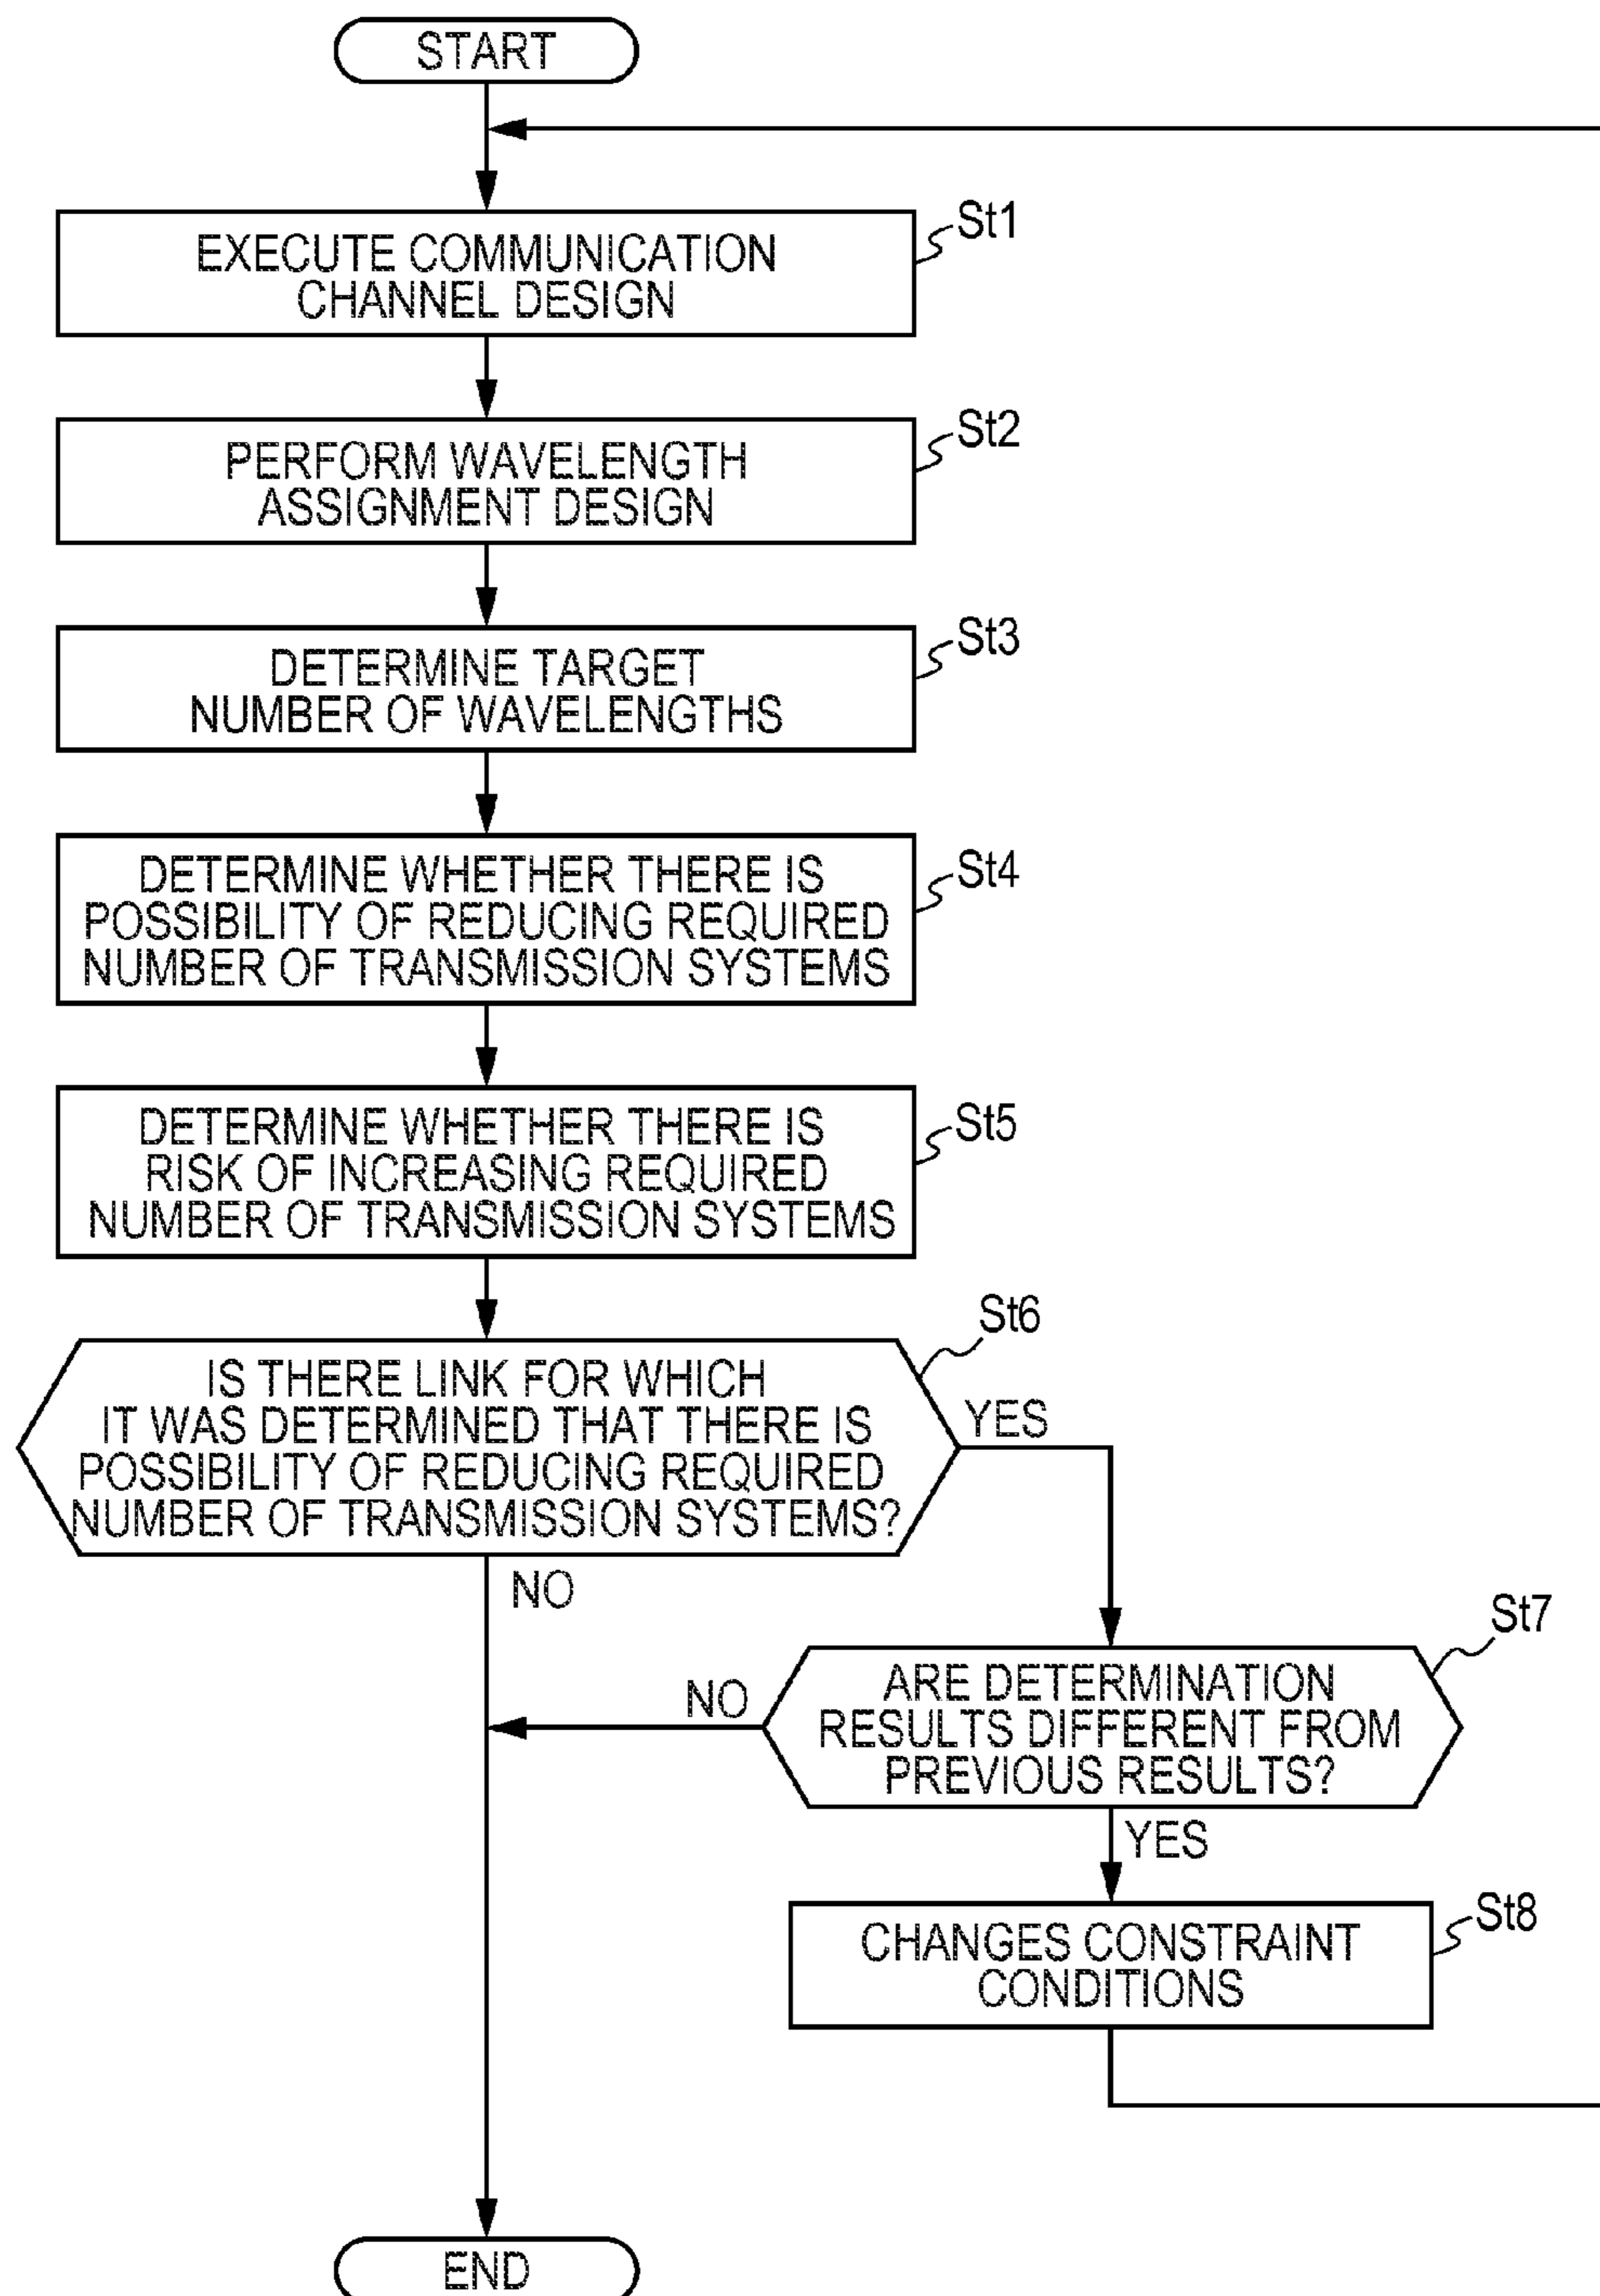 START
St1
EXECUTE COMMUNICATION
CHANNEL DESIGN
St2
PERFORM WAVELENGTH
ASSIGNMENT DESIGN
St3
DETERMINE TARGET
NUMBER OF WAVELENGTHS
St4
DETERMINE WHETHER THERE IS
POSSIBILITY OF REDUCING REQUIRED
NUMBER OF TRANSMISSION SYSTEMS
St5
DETERMINE WHETHER THERE IS
RISK OF INCREASING REQUIRED
NUMBER OF TRANSMISSION SYSTEMS
St6
IS THERE LINK FOR WHICH
IT WAS DETERMINED THAT THERE IS
POSSIBILITY OF REDUCING REQUIRED
NUMBER OF TRANSMISSION SYSTEMS?
YES
NO
St7
ARE DETERMINATION
RESULTS DIFFERENT FROM
PREVIOUS RESULTS?
NO
YES
St8
CHANGES CONSTRAINT
CONDITIONS
END